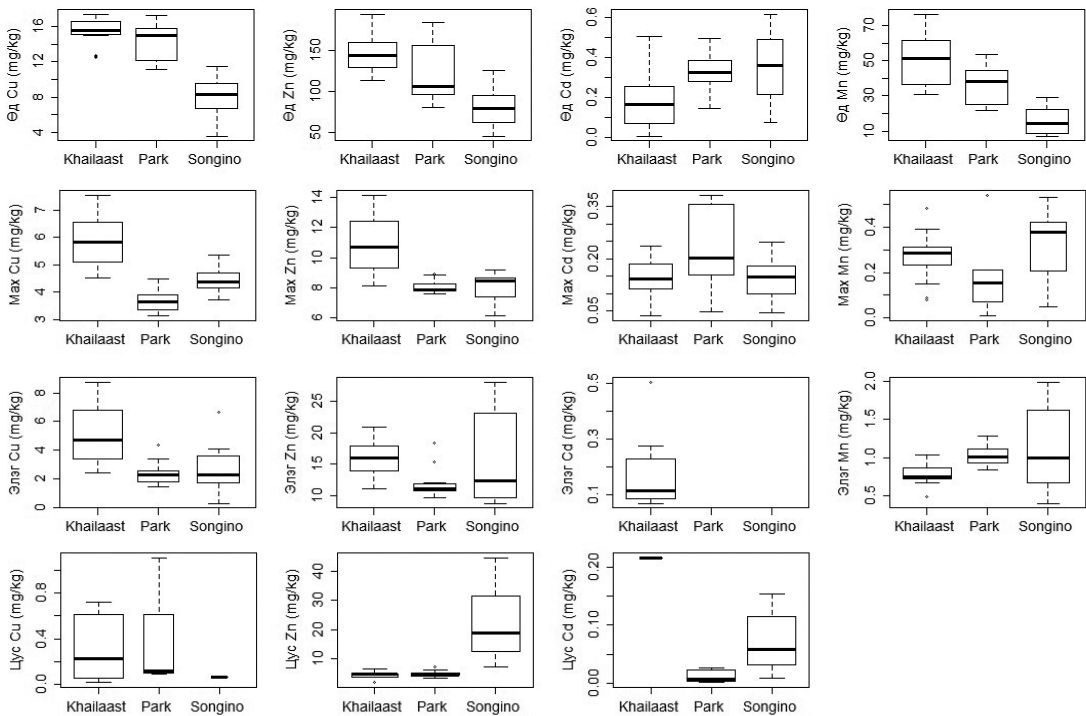 Өд Cu (mg/kg)
4 8 12 16
Khailaast Park Songino
Өд Zn (mg/kg)
50 100 150
Khailaast Park Songino
Өд Cd (mg/kg)
0.0 0.2 0.4 0.6
Khailaast Park Songino
Өд Mn (mg/kg)
10 30 50 70
Khailaast Park Songino
Мах Cu (mg/kg)
3 4 5 6 7
Khailaast Park Songino
Мах Zn (mg/kg)
6 8 10 12 14
Khailaast Park Songino
Мах Cd (mg/kg)
0.05 0.20 0.35
Khailaast Park Songino
Мах Mn (mg/kg)
0.0 0.2 0.4
Khailaast Park Songino
Элэг Cu (mg/kg)
0 2 4 6 8
Khailaast Park Songino
Элэг Zn (mg/kg)
10 15 20 25
Khailaast Park Songino
Элэг Cd (mg/kg)
0.1 0.3 0.5
Khailaast Park Songino
Элэг Mn (mg/kg)
0.5 1.0 1.5 2.0
Khailaast Park Songino
Цус Cu (mg/kg)
0.0 0.4 0.8
Khailaast Park Songino
Цус Zn (mg/kg)
10 20 30 40
Khailaast Park Songino
Цус Cd (mg/kg)
0.00 0.10 0.20
Khailaast Park Songino